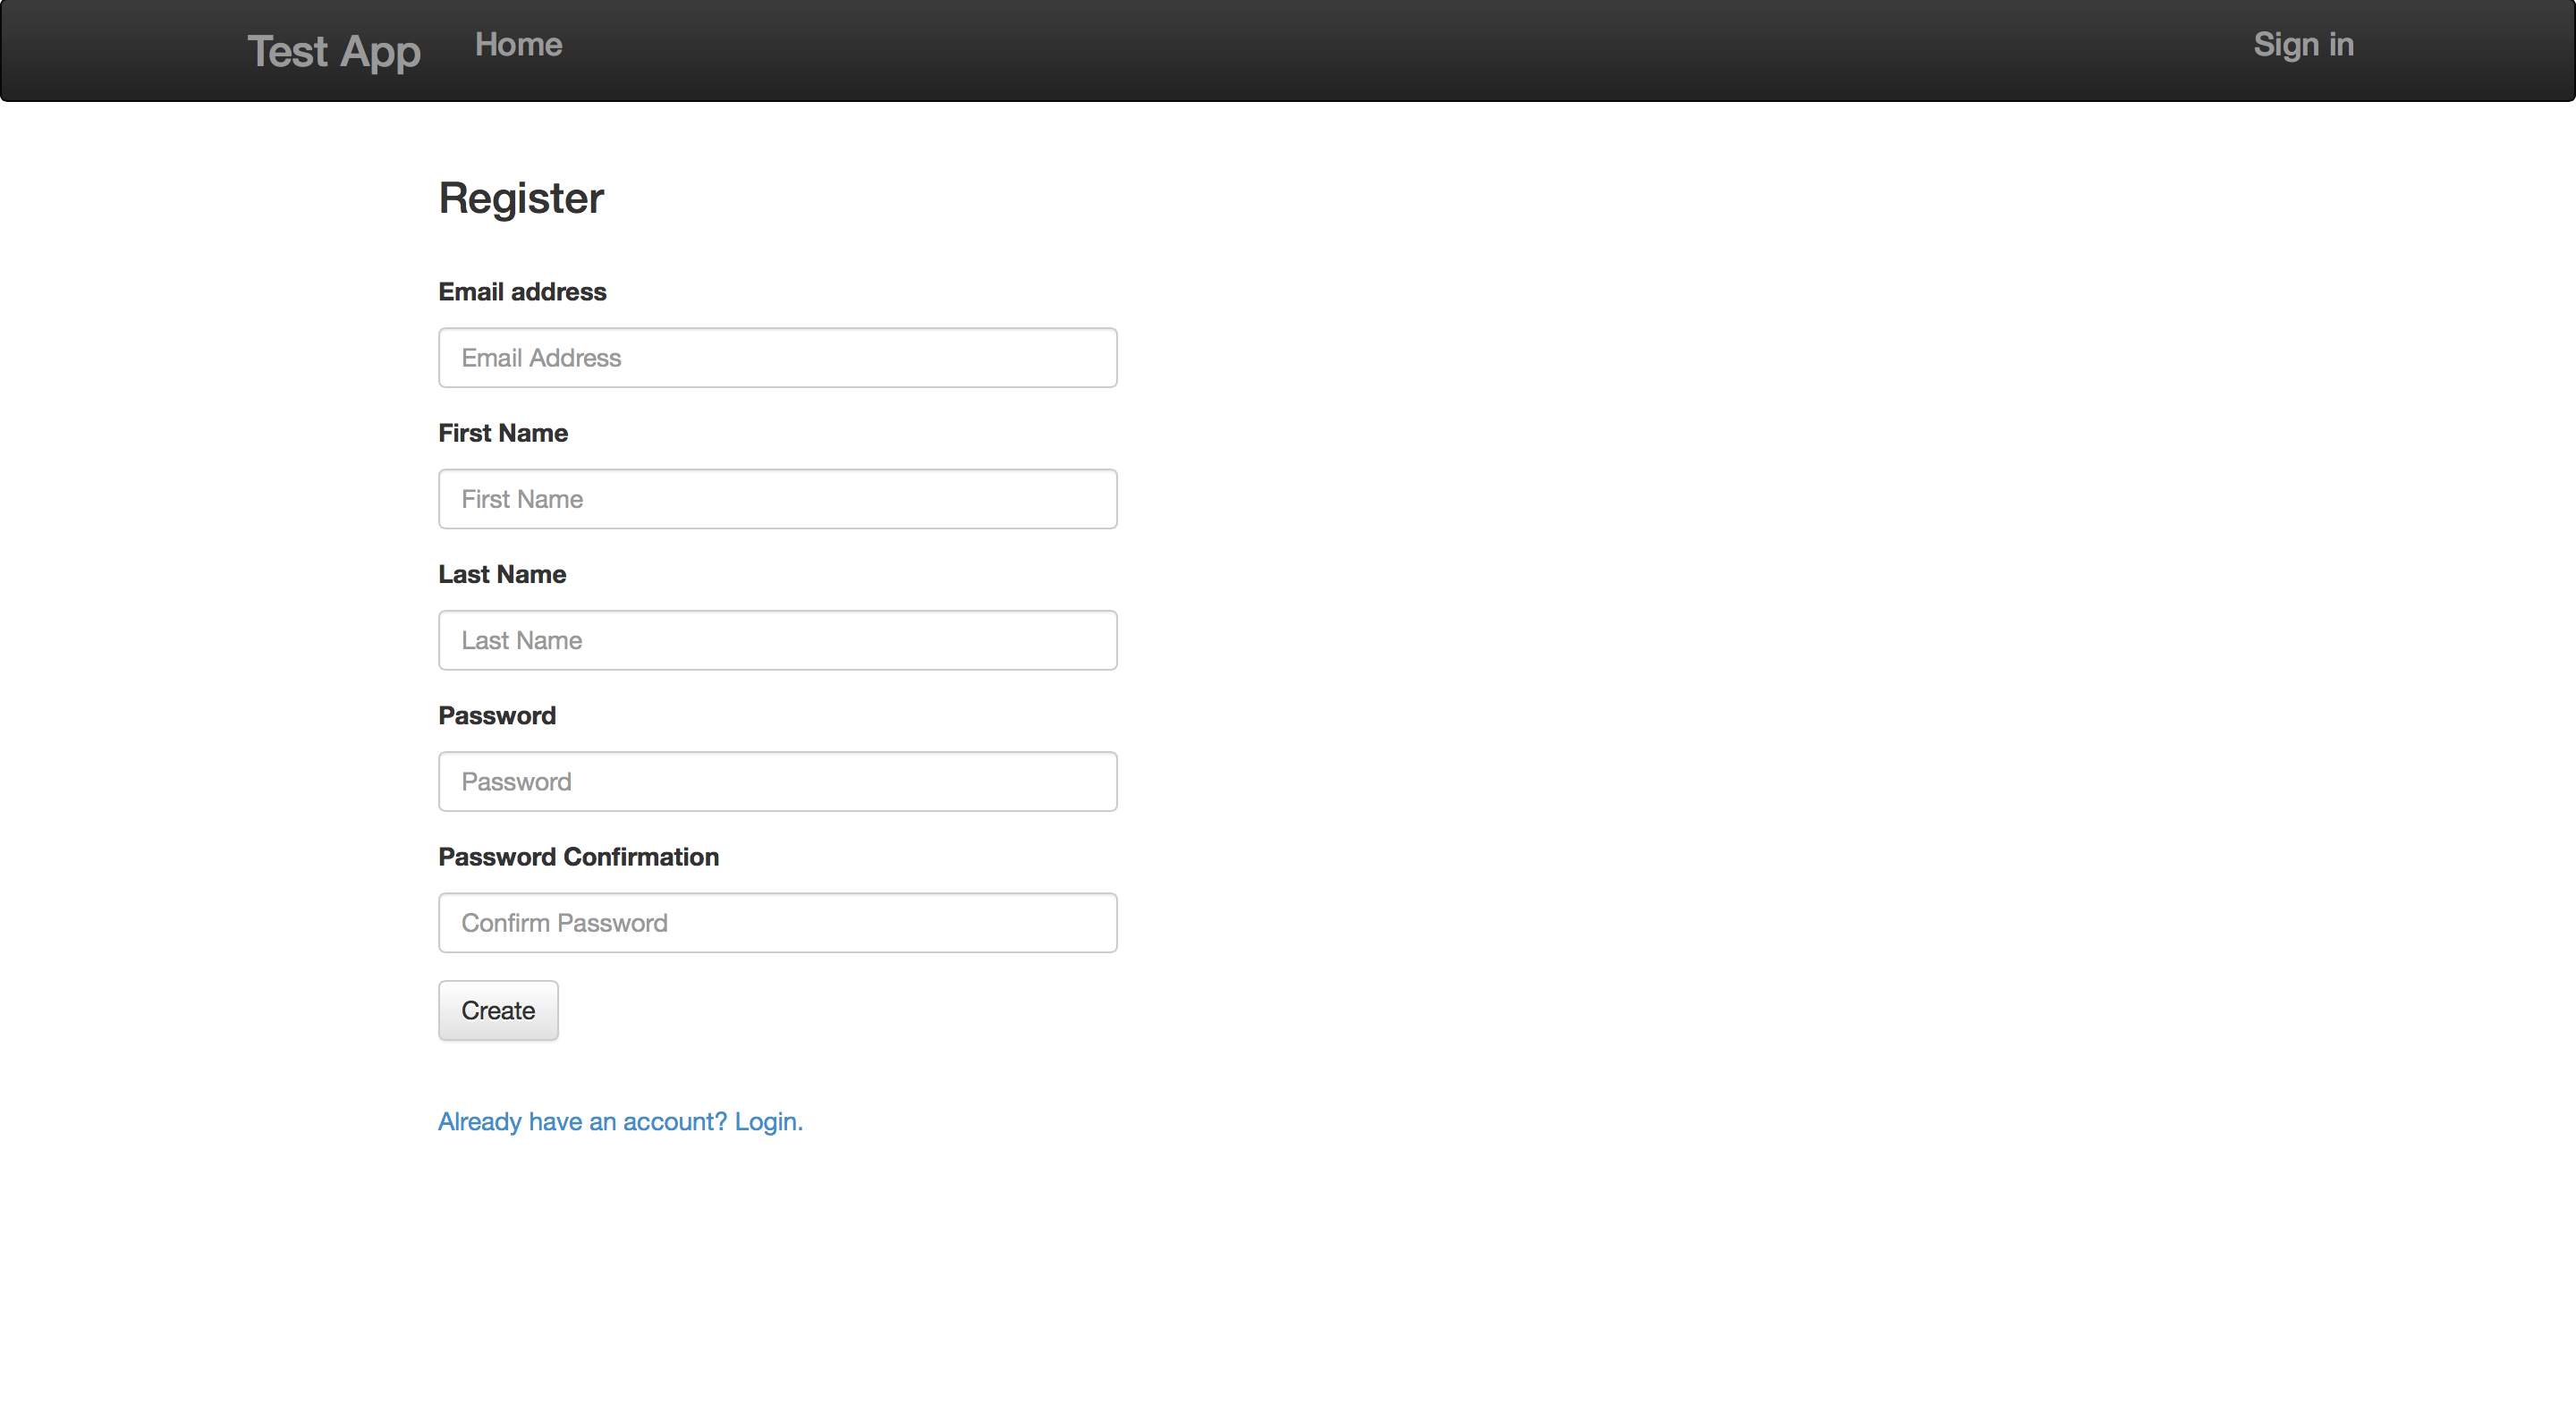 Test App Home Sign in
Register
Email address
Email Address
First Name
First Name
Last Name
Last Name
Password
Password
Password Confirmation
Confirm Password
Create
Already have an account? Login.